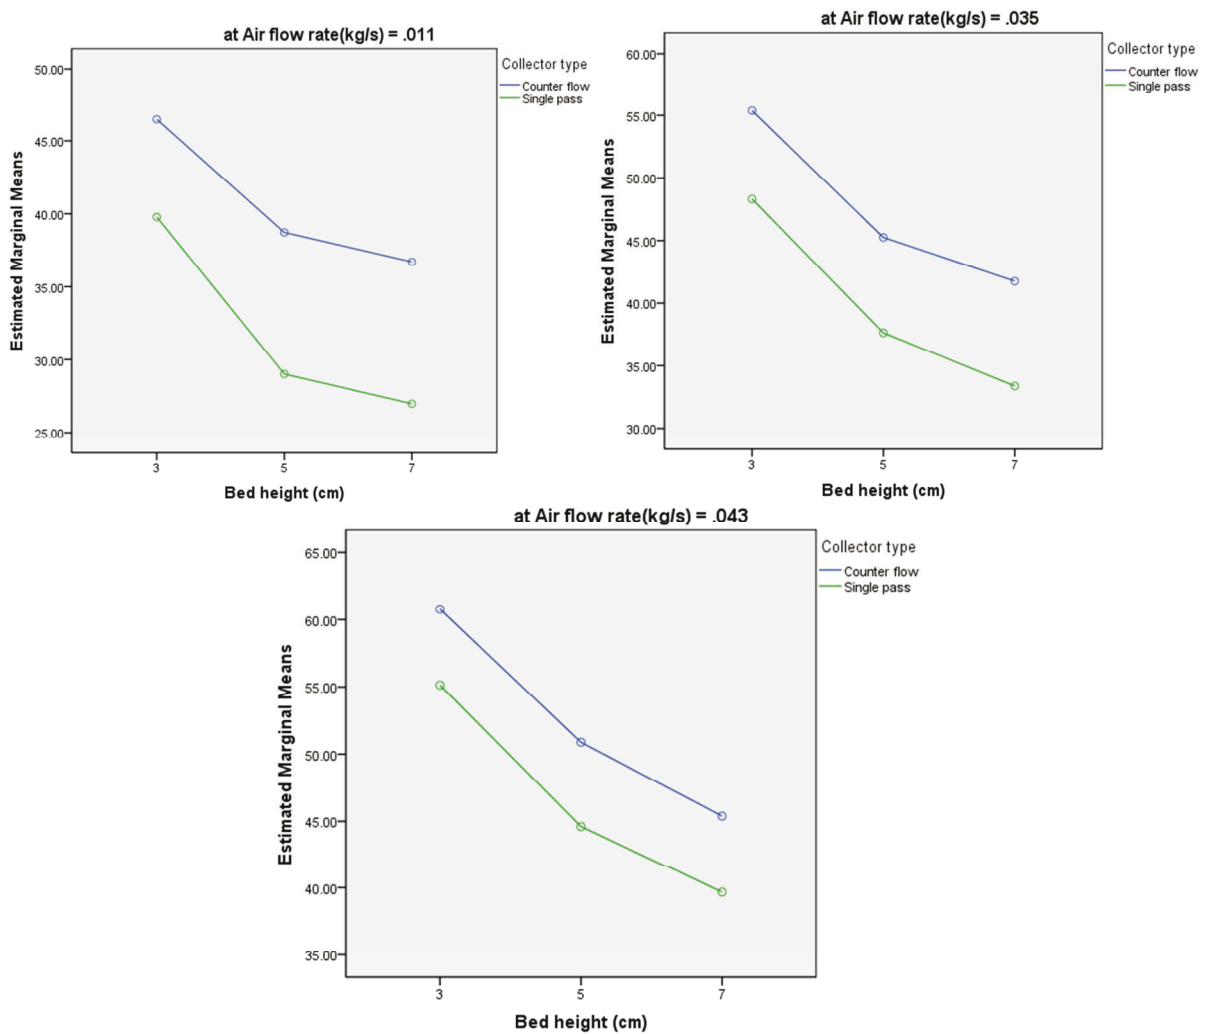 at Air flow rate(kg/s) = .011
Collector type
Counter flow
Single pass
Estimated Marginal Means
50.00
45.00
40.00
35.00
30.00
25.00
3 5 7
Bed height (cm)
at Air flow rate(kg/s) = .035
Collector type
Counter flow
Single pass
Estimated Marginal Means
60.00
55.00
50.00
45.00
40.00
35.00
30.00
3 5 7
Bed height (cm)
at Air flow rate(kg/s) = .043
Collector type
Counter flow
Single pass
Estimated Marginal Means
65.00
60.00
55.00
50.00
45.00
40.00
35.00
3 5 7
Bed height (cm)